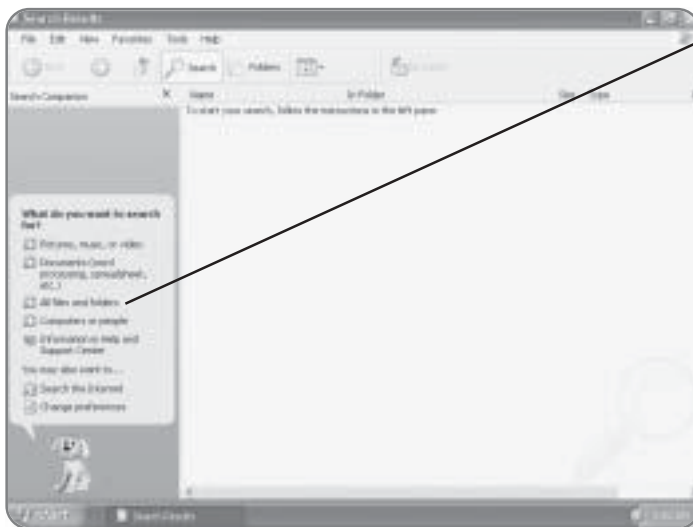 Search Results
File Edit View Favorites Tools Help
Search Folders
Search Companion
Name In Folder Size Type
To start your search, follow the instructions in the left pane.
What do you want to search
for?
Pictures, music, or video
Documents (word
processing, spreadsheet,
etc.)
All files and folders
Computers or people
Information in Help and
Support Center
You may also want to...
Search the Internet
Change preferences
start
Search Results